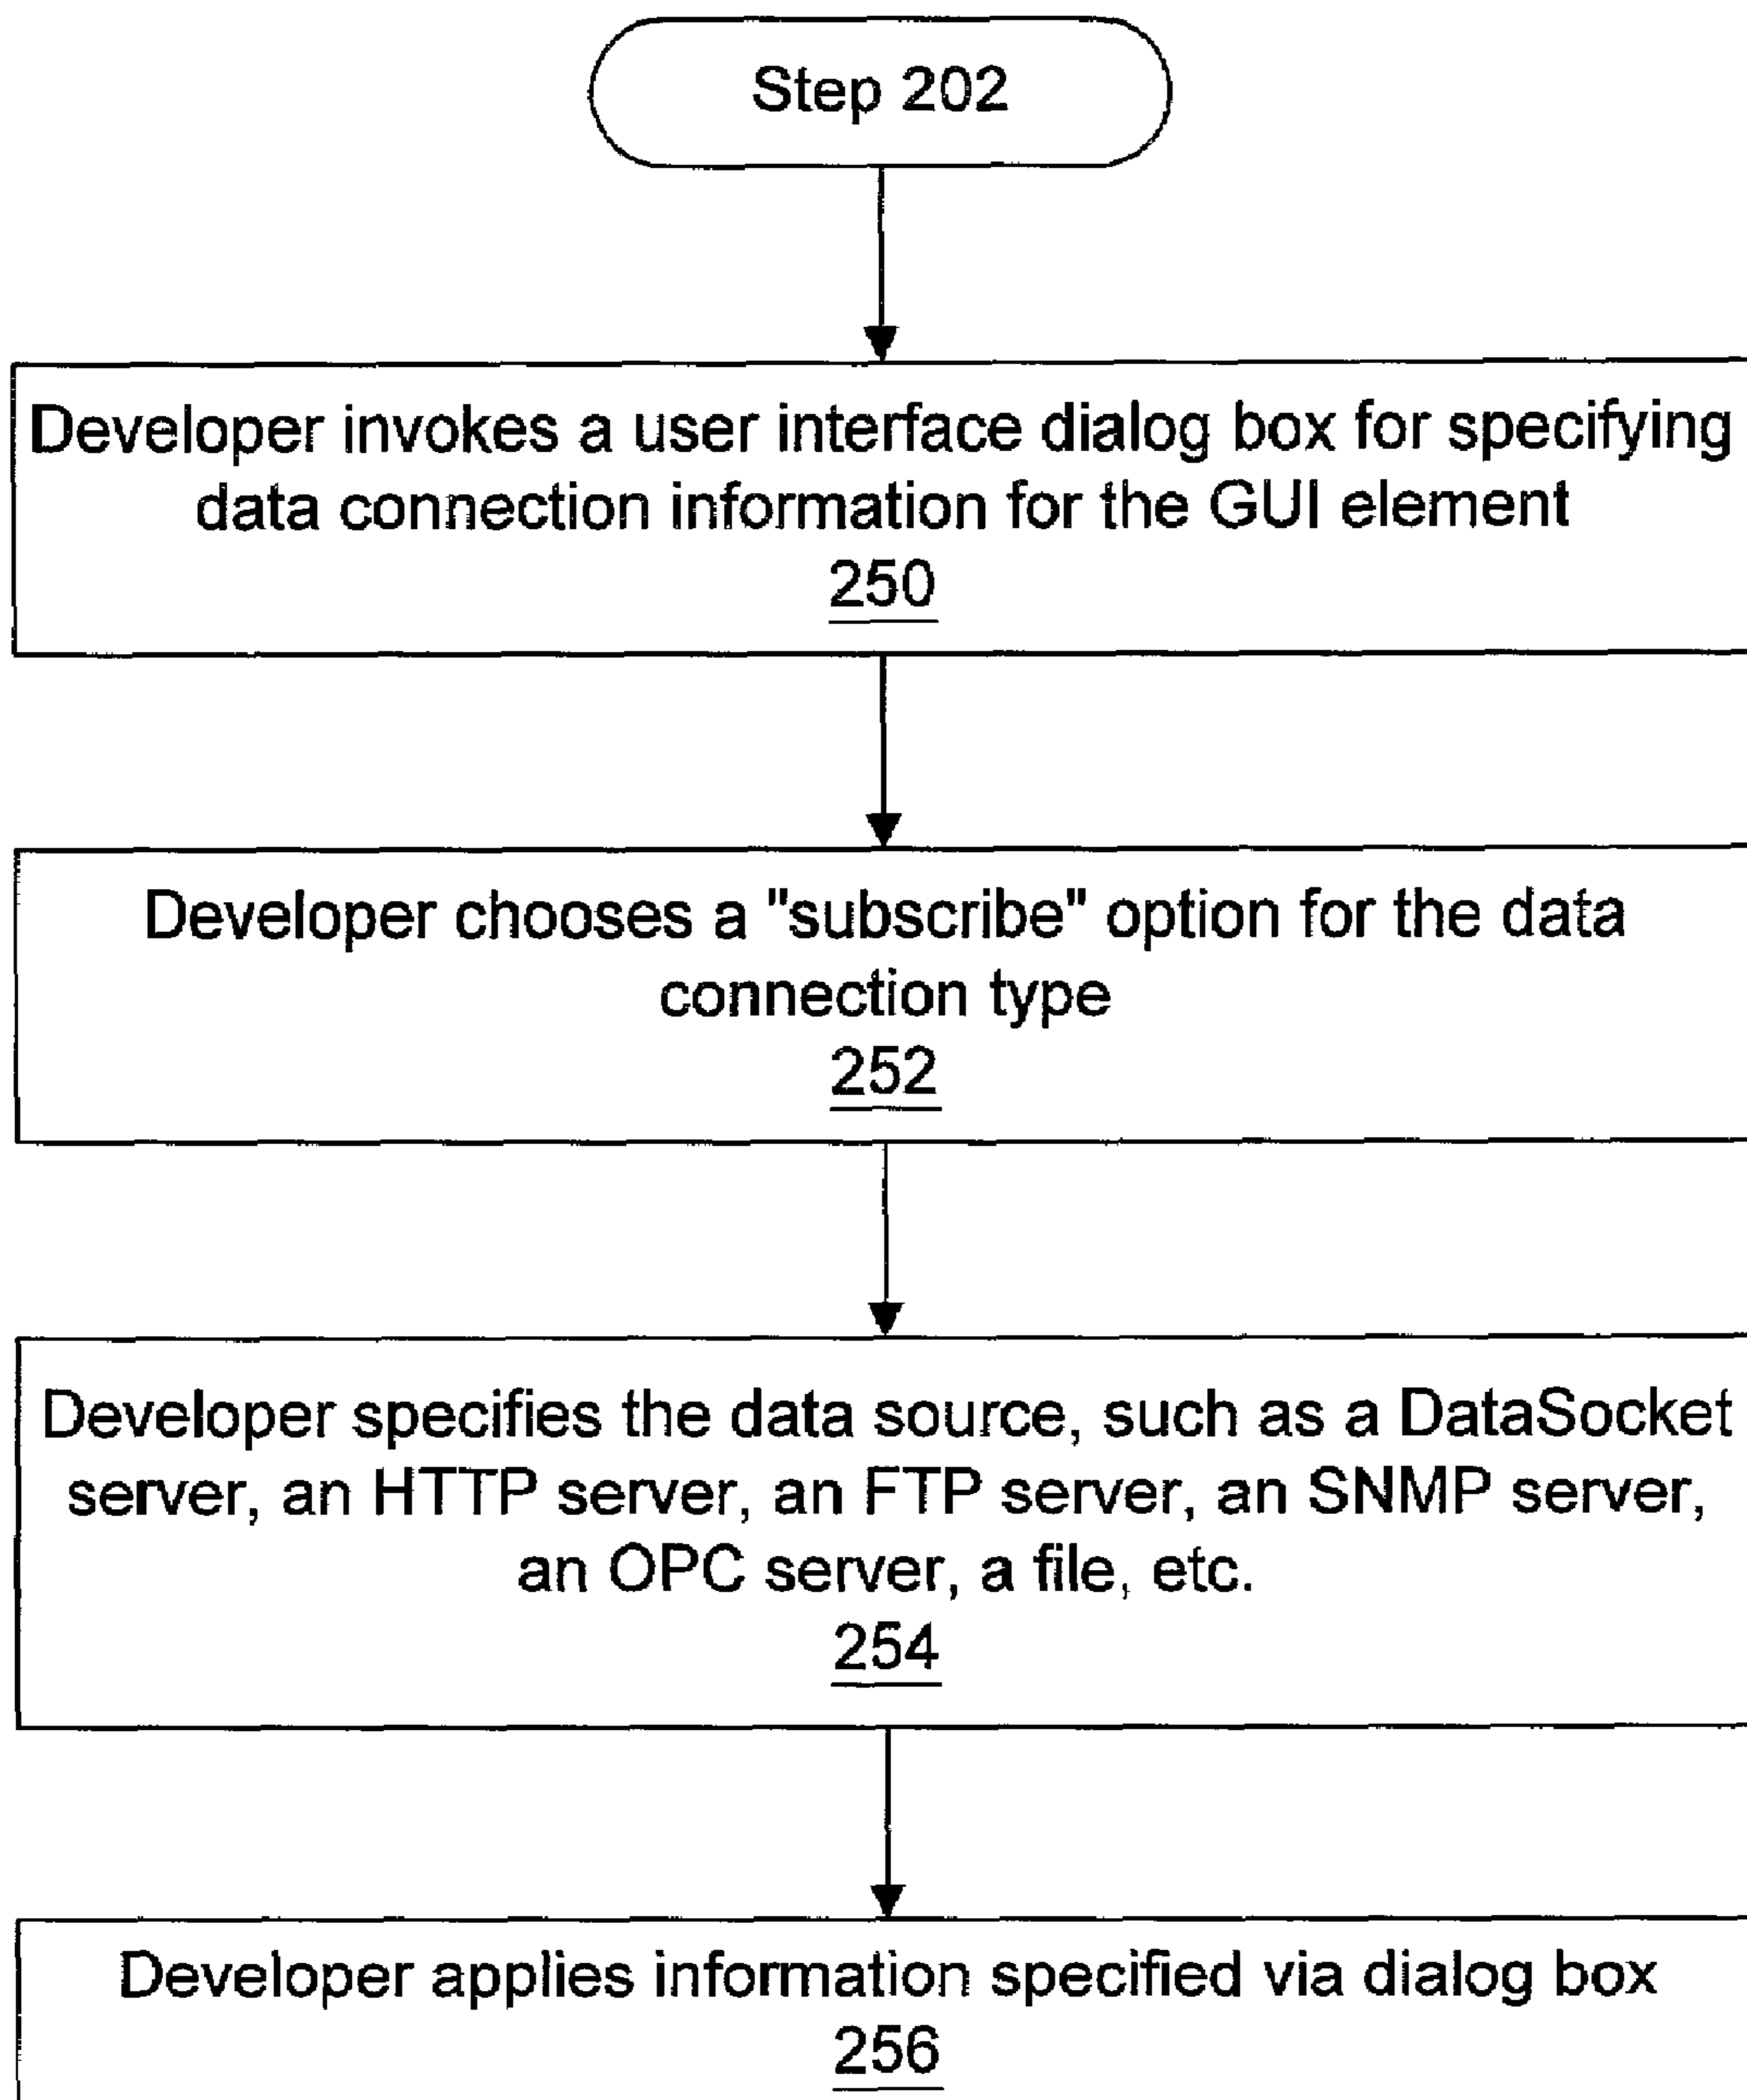 Step 202
Developer invokes a user interface dialog box for specifying
data connection information for the GUI element
250
Developer chooses a "subscribe" option for the data
connection type
252
Developer specifies the data source, such as a DataSocket
server, an HTTP server, an FTP server, an SNMP server,
an OPC server, a file, etc.
254
Developer applies information specified via dialog box
256